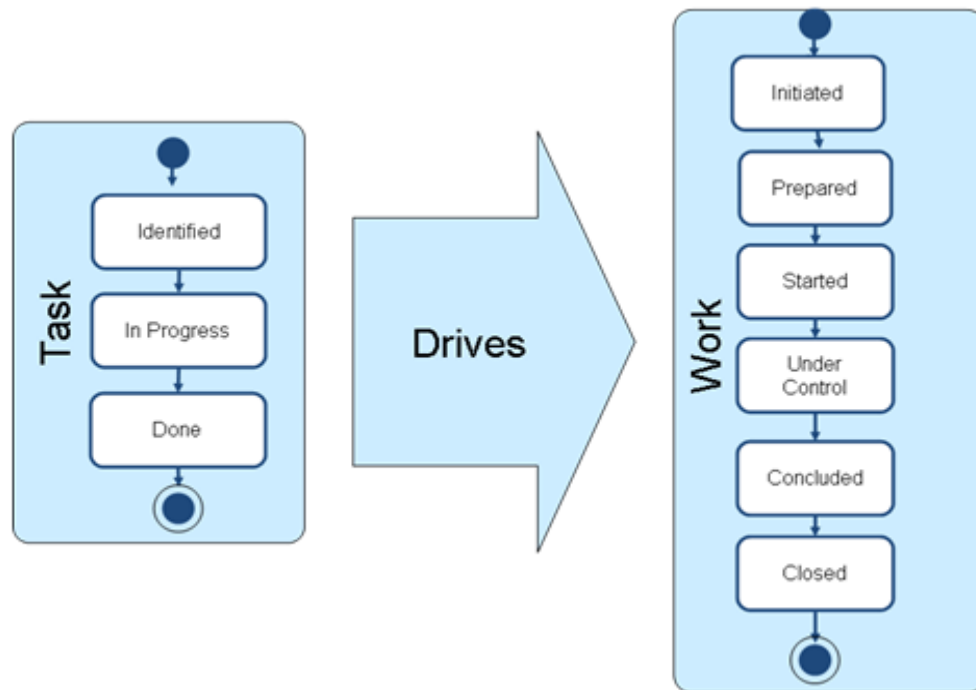 Task
Identified
In Progress
Done
Drives
Work
Initiated
Prepared
Started
Under
Control
Concluded
Closed